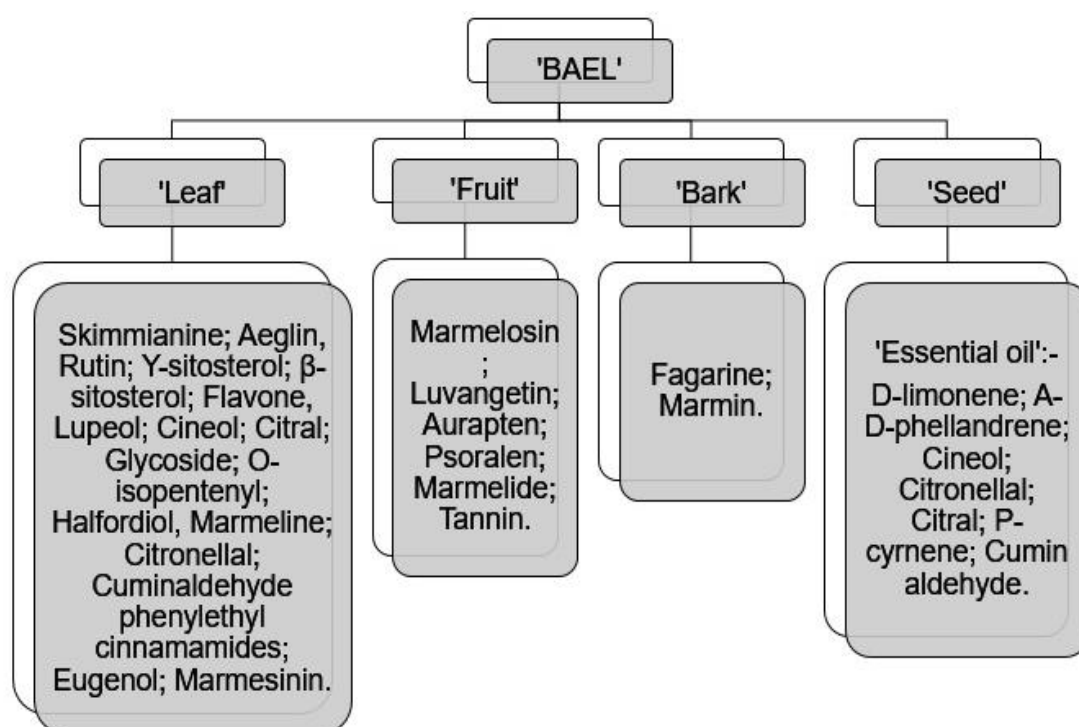 'BAEL'
'Leaf'
'Fruit'
'Bark'
'Seed'
Skimmianine; Aeglin,
Rutin; Y-sitosterol; β-
sitosterol; Flavone,
Lupeol; Cineol; Citral;
Glycoside; O-
isopentenyl;
Halfordiol, Marmeline;
Citronellal;
Cuminaldehyde
phenylethyl
cinnamamides;
Eugenol; Marmesinin.
Marmelosin
;
Luvangetin;
Aurapten;
Psoralen;
Marmelide;
Tannin.
Fagarine;
Marmin.
'Essential oil':-
D-limonene; A-
D-phellandrene;
Cineol;
Citronellal;
Citral; P-
cyrnene; Cumin
aldehyde.